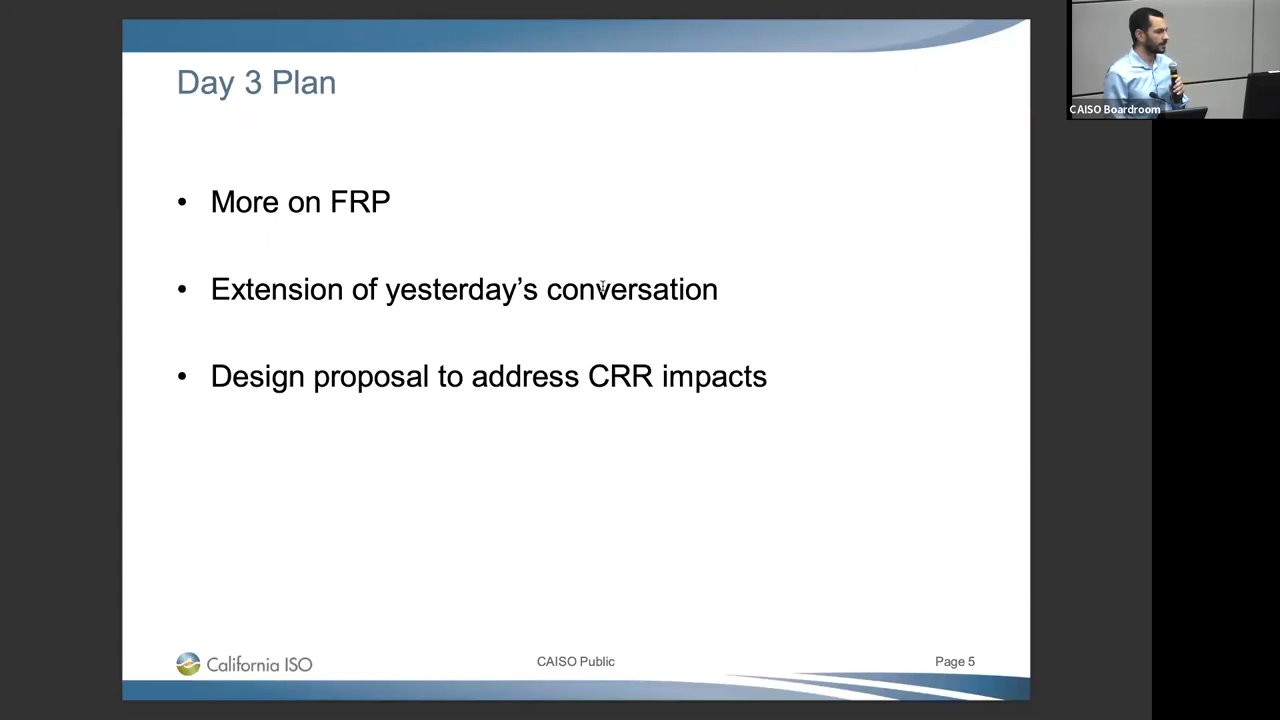 Day 3 Plan
• More on FRP
• Extension of yesterday's conversation
• Design proposal to address CRR impacts
California ISO
CAISO Public
Page 5
CAISO Boardroom